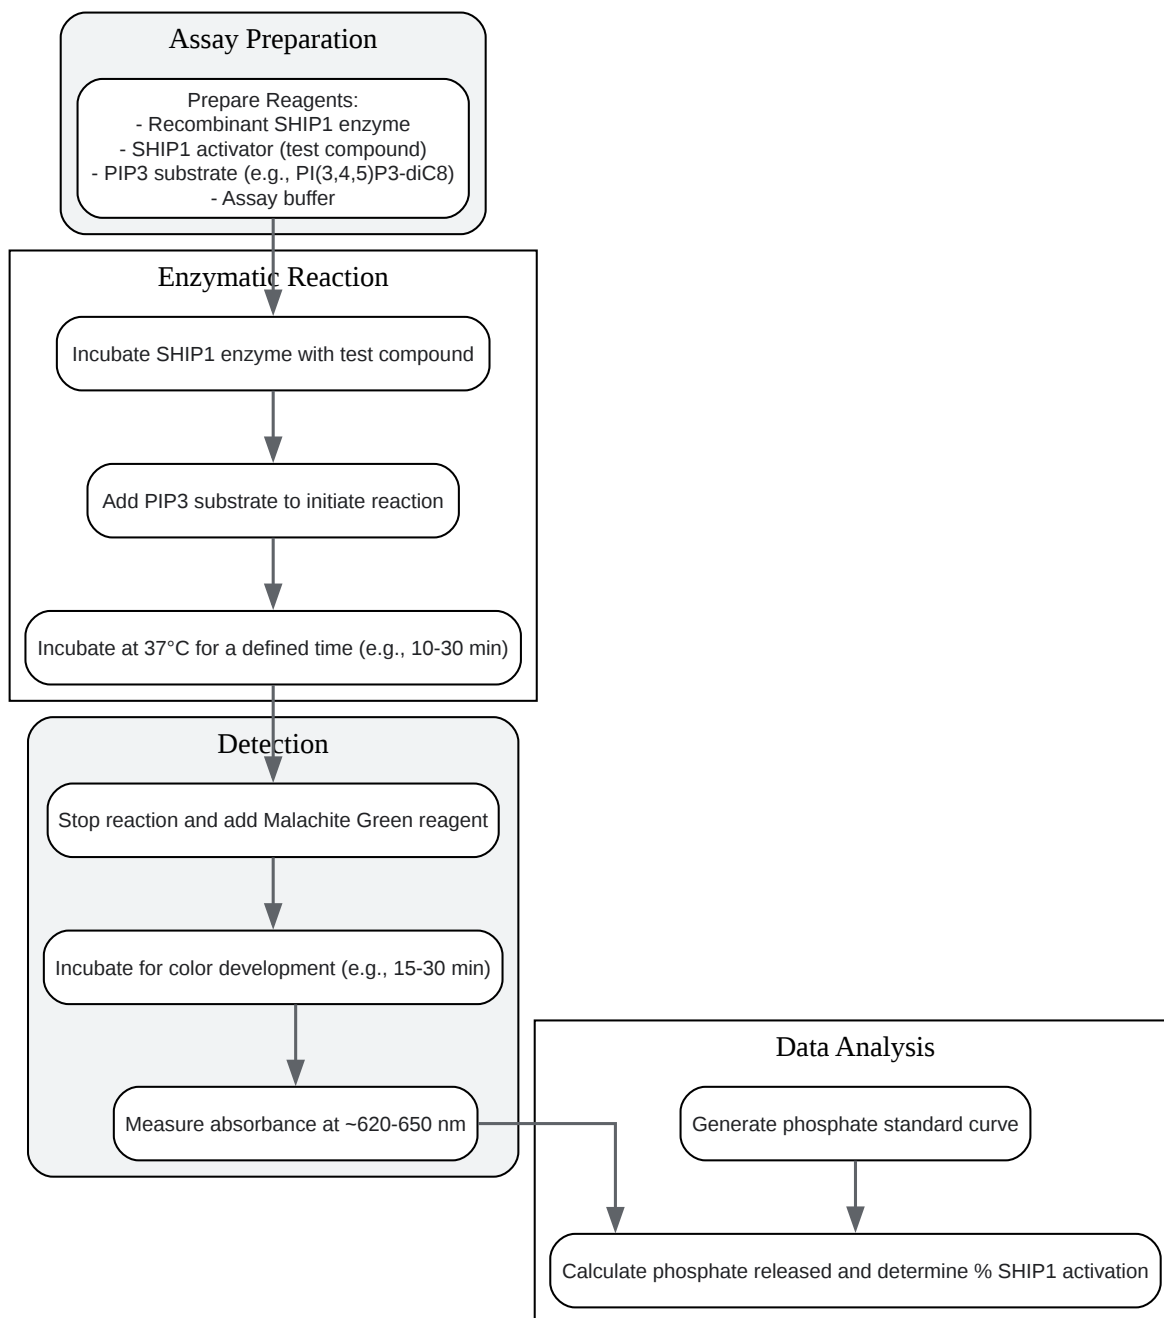 Assay Preparation
Prepare Reagents:
- Recombinant SHIP1 enzyme
- SHIP1 activator (test compound)
- PIP3 substrate (e.g., PI(3,4,5)P3-diC8)
- Assay buffer
Enzymatic Reaction
Incubate SHIP1 enzyme with test compound
Add PIP3 substrate to initiate reaction
Incubate at 37°C for a defined time (e.g., 10-30 min)
Detection
Stop reaction and add Malachite Green reagent
Incubate for color development (e.g., 15-30 min)
Measure absorbance at ~620-650 nm
Data Analysis
Generate phosphate standard curve
Calculate phosphate released and determine % SHIP1 activation